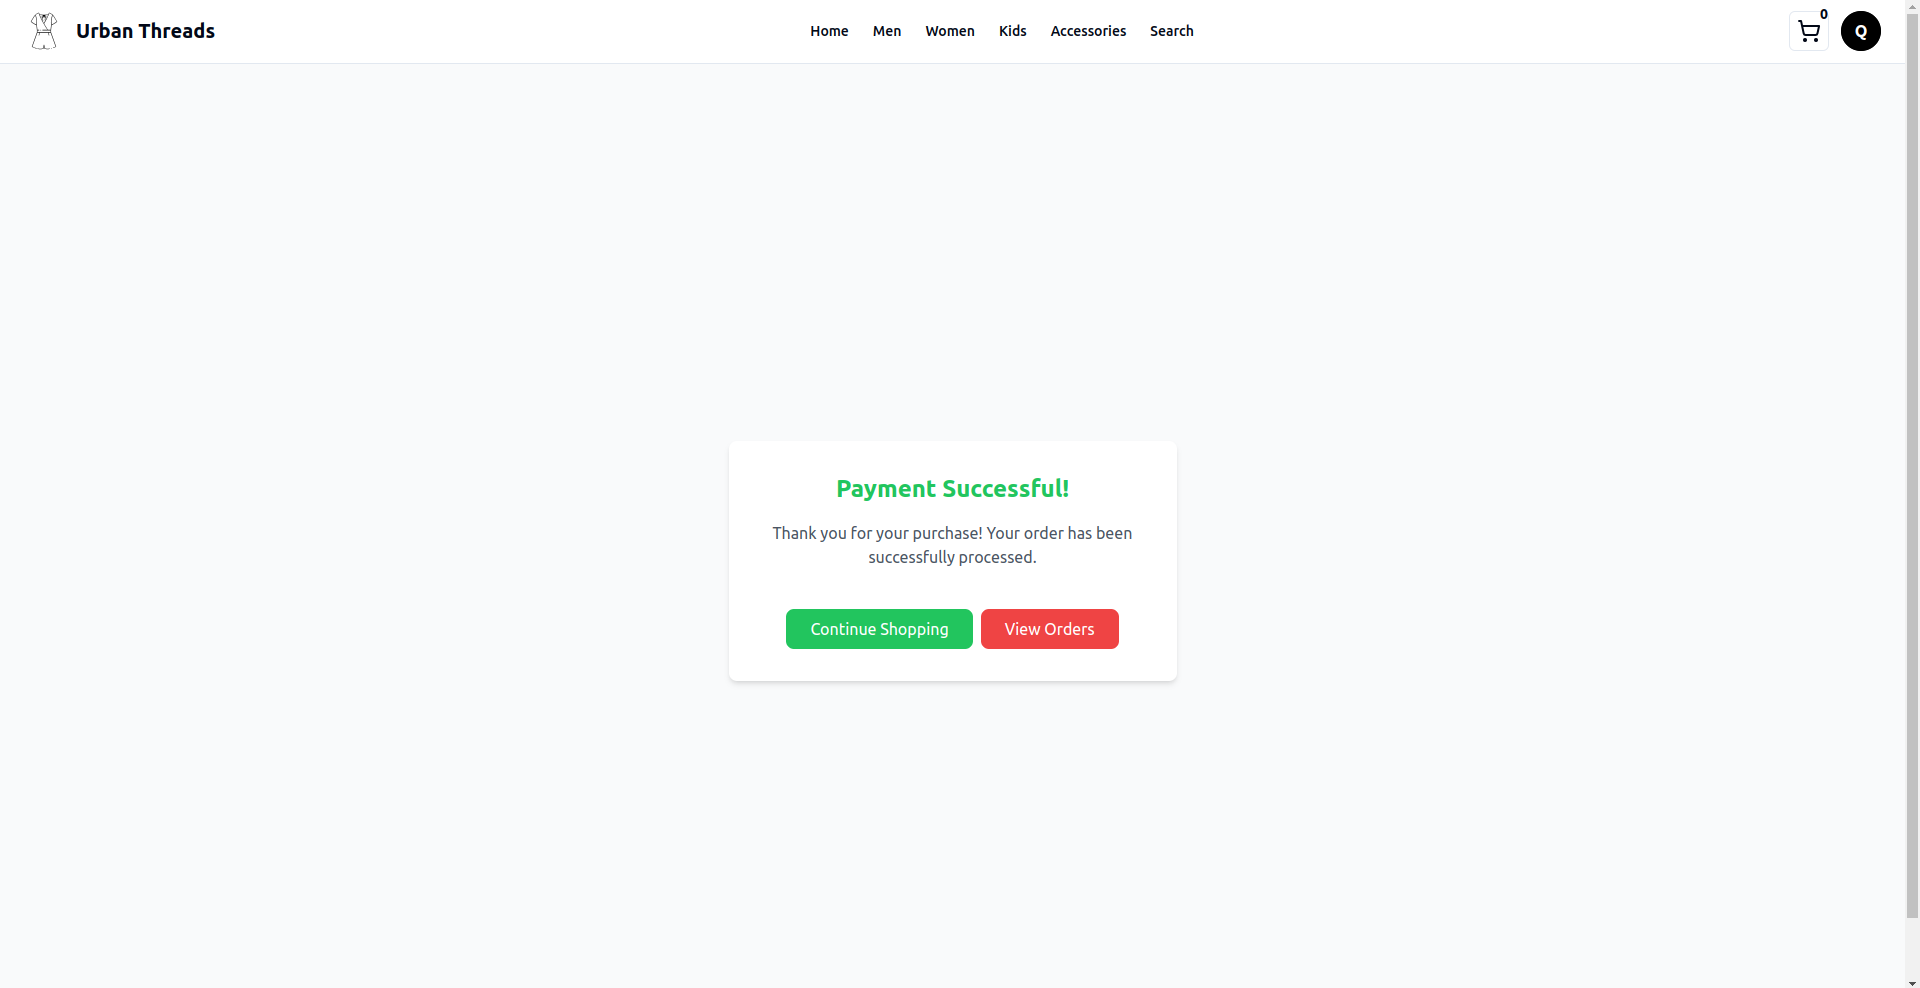 Urban Threads
Home Men Women Kids Accessories Search
0
Q
Payment Successful!
Thank you for your purchase! Your order has been
successfully processed.
Continue Shopping
View Orders